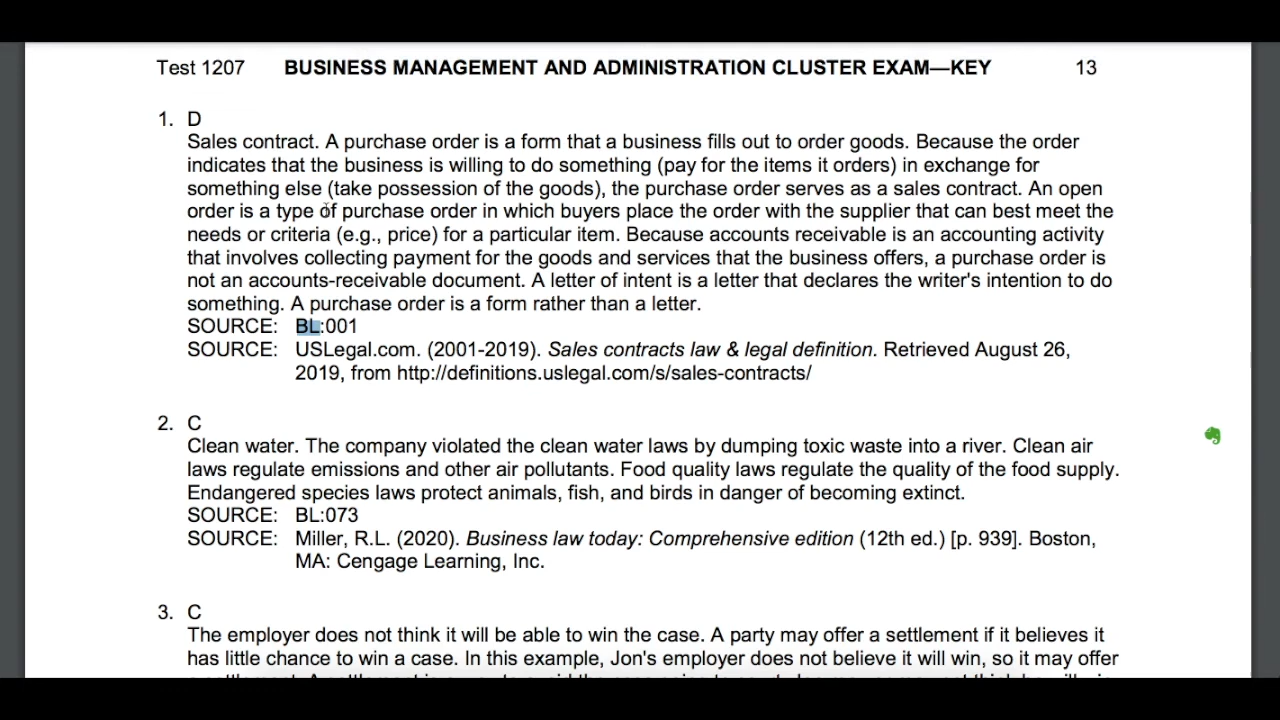 Test 1207 BUSINESS MANAGEMENT AND ADMINISTRATION CLUSTER EXAM—KEY 13
1. D
Sales contract. A purchase order is a form that a business fills out to order goods. Because the order
indicates that the business is willing to do something (pay for the items it orders) in exchange for
something else (take possession of the goods), the purchase order serves as a sales contract. An open
order is a type of purchase order in which buyers place the order with the supplier that can best meet the
needs or criteria (e.g., price) for a particular item. Because accounts receivable is an accounting activity
that involves collecting payment for the goods and services that the business offers, a purchase order is
not an accounts-receivable document. A letter of intent is a letter that declares the writer's intention to do
something. A purchase order is a form rather than a letter.
SOURCE: BL:001
SOURCE: USLegal.com. (2001-2019). Sales contracts law & legal definition. Retrieved August 26,
2019, from http://definitions.uslegal.com/s/sales-contracts/
2. C
Clean water. The company violated the clean water laws by dumping toxic waste into a river. Clean air
laws regulate emissions and other air pollutants. Food quality laws regulate the quality of the food supply.
Endangered species laws protect animals, fish, and birds in danger of becoming extinct.
SOURCE: BL:073
SOURCE: Miller, R.L. (2020). Business law today: Comprehensive edition (12th ed.) [p. 939]. Boston,
MA: Cengage Learning, Inc.
3. C
The employer does not think it will be able to win the case. A party may offer a settlement if it believes it
has little chance to win a case. In this example, Jon's employer does not believe it will win, so it may offer